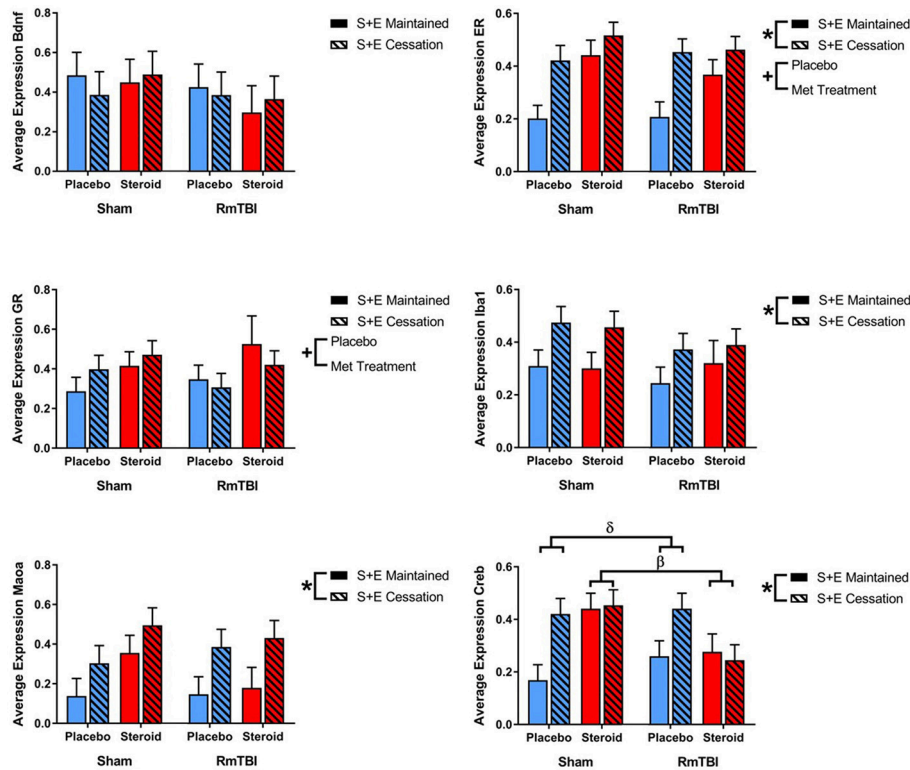 Average Expression Bdnf
0.8
0.6
0.4
0.2
0.0
Placebo Steroid Placebo Steroid
Sham RmTBI
S+E Maintained
S+E Cessation
Average Expression ER
0.6
0.4
0.2
0.0
Placebo Steroid Placebo Steroid
Sham RmTBI
* S+E Maintained
S+E Cessation
+ Placebo
Met Treatment
Average Expression GR
0.8
0.6
0.4
0.2
0.0
Placebo Steroid Placebo Steroid
Sham RmTBI
S+E Maintained
S+E Cessation
+ Placebo
Met Treatment
Average Expression Iba1
0.6
0.4
0.2
0.0
Placebo Steroid Placebo Steroid
Sham RmTBI
* S+E Maintained
S+E Cessation
Average Expression Maoa
0.8
0.6
0.4
0.2
0.0
Placebo Steroid Placebo Steroid
Sham RmTBI
* S+E Maintained
S+E Cessation
δ
β
Average Expression Creb
0.6
0.4
0.2
0.0
Placebo Steroid Placebo Steroid
Sham RmTBI
* S+E Maintained
S+E Cessation